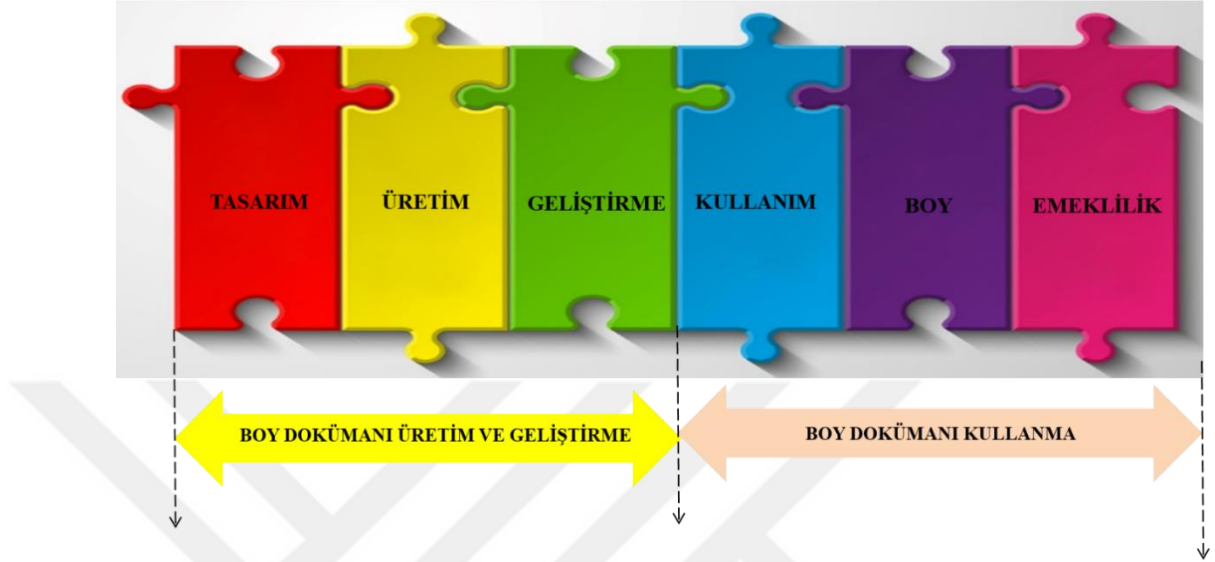 TASARIM
ÜRETİM
GELİŞTİRME
KULLANIM
BOY
EMEKLİLİK
BOY DOKÜMANI ÜRETİM VE GELİŞTİRME
BOY DOKÜMANI KULLANMA